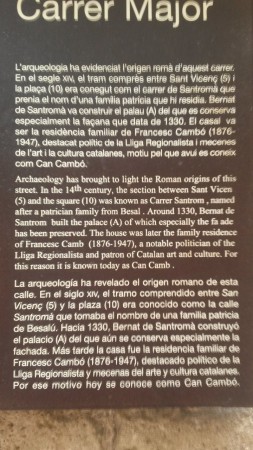 Carrer Major
L'arqueologia ha evidenciat l'origen romà d'aquest carrer.
En el segle XIV, el tram comprès entre Sant Vicenç (5) i
la plaça (10) era conegut com el carrer de Santromà que
prenia el nom d'una família patrícia que hi residia. Bernat
de Santromà va construir el palau (A) del que es conserva
especialment la façana que data de 1330. El casal va
ser la residència familiar de Francesc Cambó (1876-
1947), destacat polític de la Lliga Regionalista i mecenes
de l'art i la cultura catalanes, motiu pel que avui es coneix
com Can Cambó.
Archaeology has brought to light the Roman origins of this
street. In the 14th century, the section between Sant Vicen
(5) and the square (10) was known as Carrer Santrom , named
after a patrician family from Besal . Around 1330, Bernat de
Santrom built the palace (A) of which especially the fa ade
has been preserved. The house was later the family residence
of Francesc Camb (1876-1947), a notable politician of the
Lliga Regionalista and patron of Catalan art and culture. For
this reason it is known today as Can Camb .
La arqueología ha revelado el origen romano de esta
calle. En el siglo XIV, el tramo comprendido entre San
Vicenç (5) y la plaza (10) era conocido como la calle
Santromà que tomaba el nombre de una familia patricia
de Besalú. Hacia 1330, Bernat de Santromà construyó
el palacio (A) del que aún se conserva especialmente la
fachada. Más tarde la casa fue la residencia familiar de
Francesc Cambó (1876-1947), destacado político de la
Lliga Regionalista y mecenas del arte y cultura catalanes.
Por ese motivo hoy se conoce como Can Cambó.